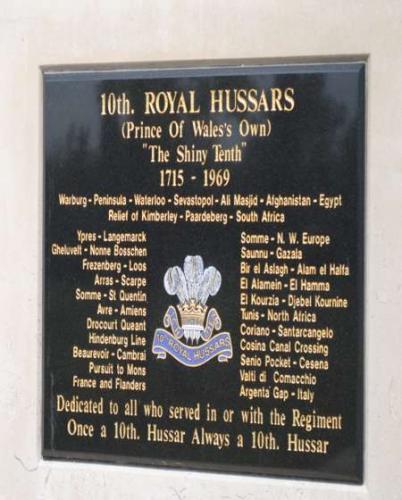 10th. ROYAL HUSSARS
(Prince Of Wales's Own)
"The Shiny Tenth"
1715 - 1969
Warburg - Peninsula - Waterloo - Sevastopol - Ali Masjid - Afghanistan - Egypt
Relief of Kimberley - Paardeberg - South Africa
Ypres - Langemarck
Gheluvelt - Nonne Bosschen
Frezenberg - Loos
Arras - Scarpe
Somme - St Quentin
Avre - Amiens
Drocourt Queant
Hindenburg Line
Beaurevoir - Cambrai
Pursuit to Mons
France and Flanders
10TH ROYAL HUSSARS
Somme - N. W. Europe
Saunnu - Gazala
Bir el Aslagh - Alam el Halfa
El Alamein - El Hamma
El Kourzia - Djebel Kournine
Tunis - North Africa
Coriano - Santarcangelo
Cosina Canal Crossing
Senio Pocket - Cesena
Valti di Comacchio
Argenta Gap - Italy
Dedicated to all who served in or with the Regiment
Once a 10th. Hussar Always a 10th. Hussar